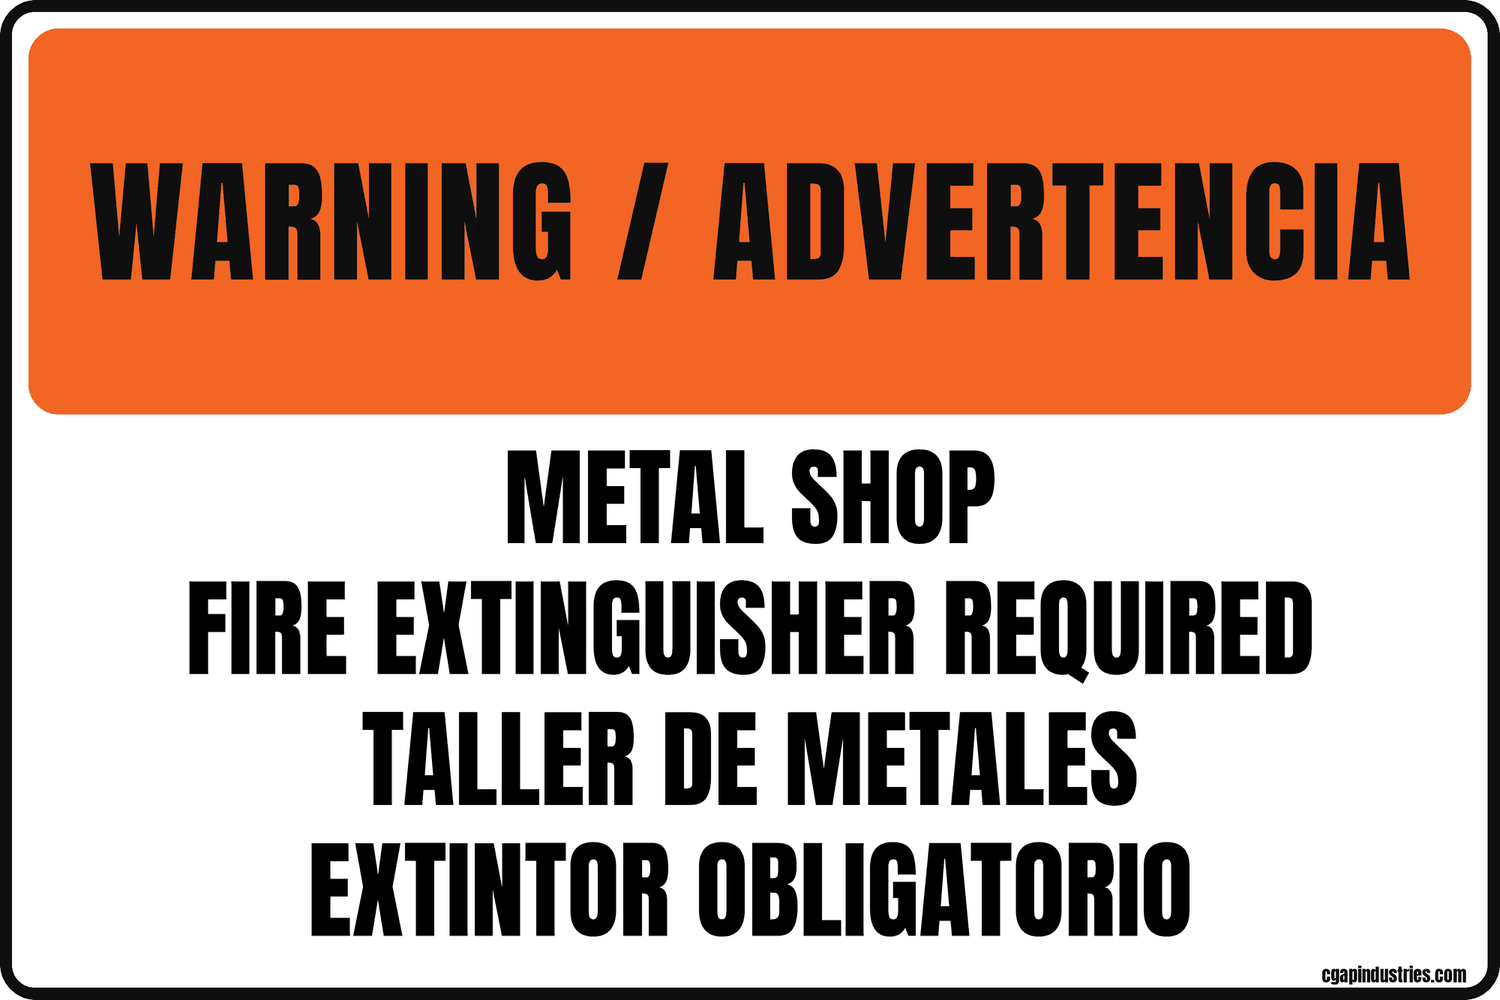 WARNING / ADVERTENCIA
METAL SHOP
FIRE EXTINGUISHER REQUIRED
TALLER DE METALES
EXTINTOR OBLIGATORIO
cgapindustries.com